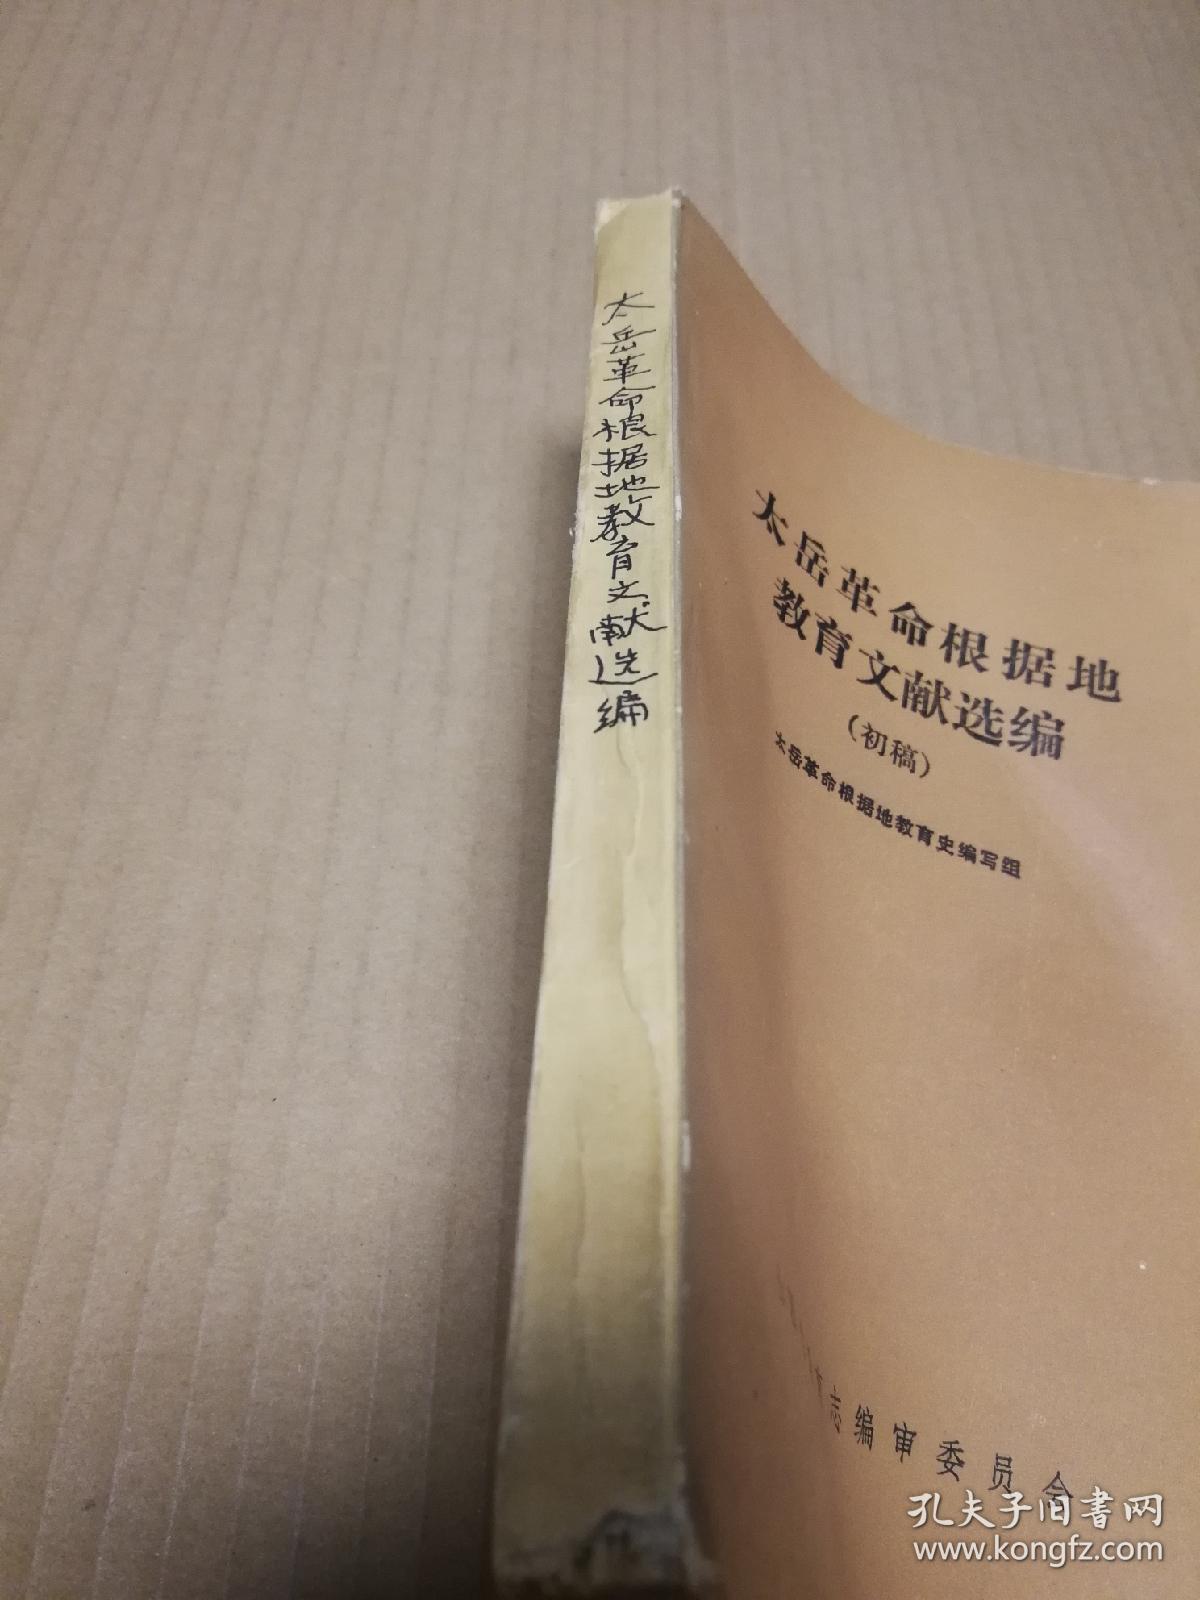 太岳革命根据地教育文献选编
太岳革命根据地
教育文献选编
（初稿）
太岳革命根据地教育史编写组
志编审委员会
孔夫子旧书网
www.kongfz.com